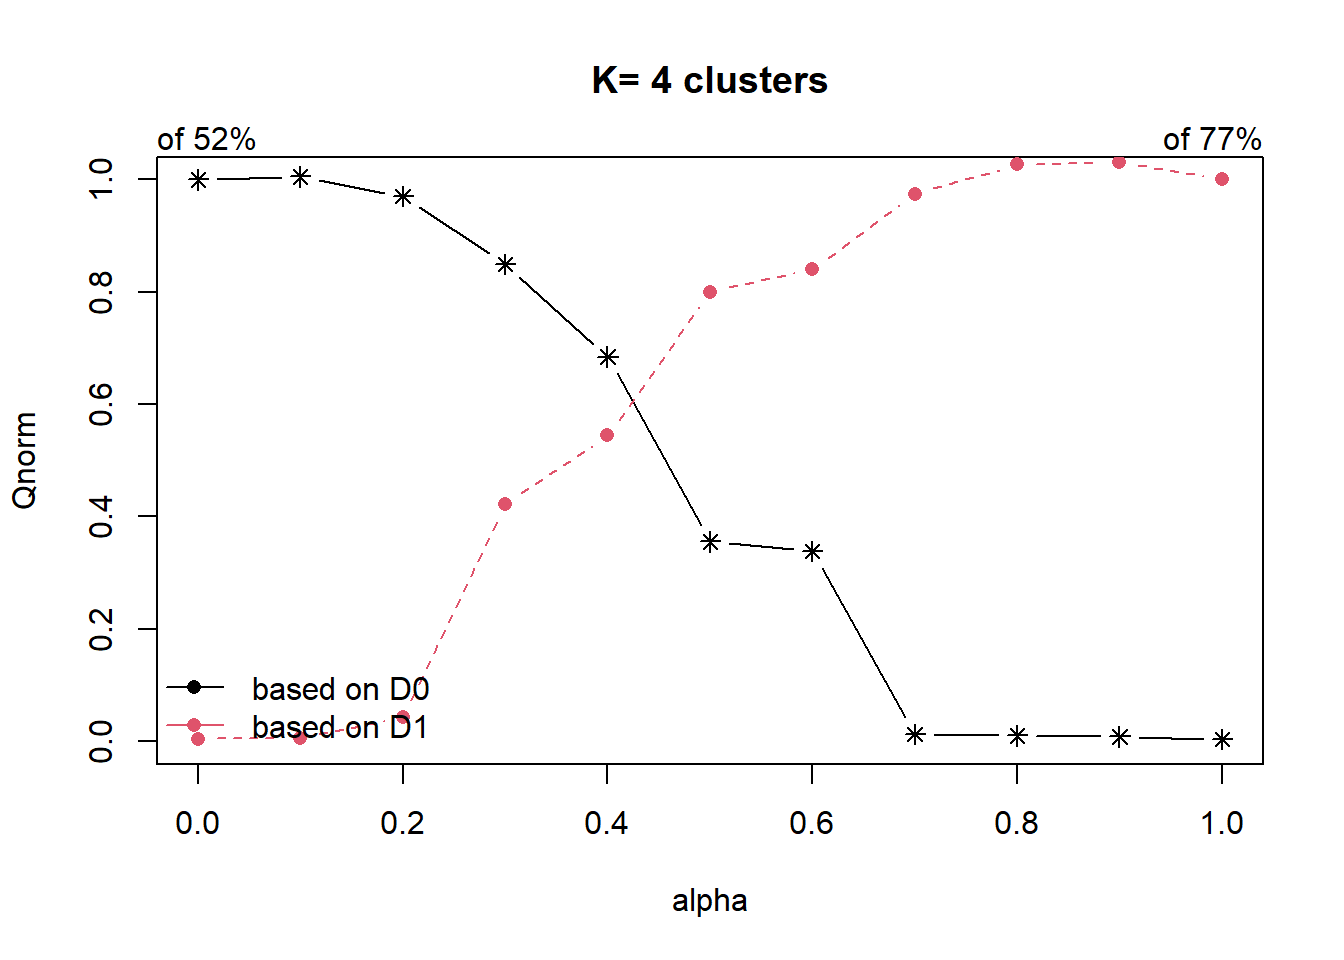 K= 4 clusters
of 52%
of 77%
Qnorm
1.0
0.8
0.6
0.4
0.2
0.0
based on D0
based on D1
0.0 0.2 0.4 0.6 0.8 1.0
alpha